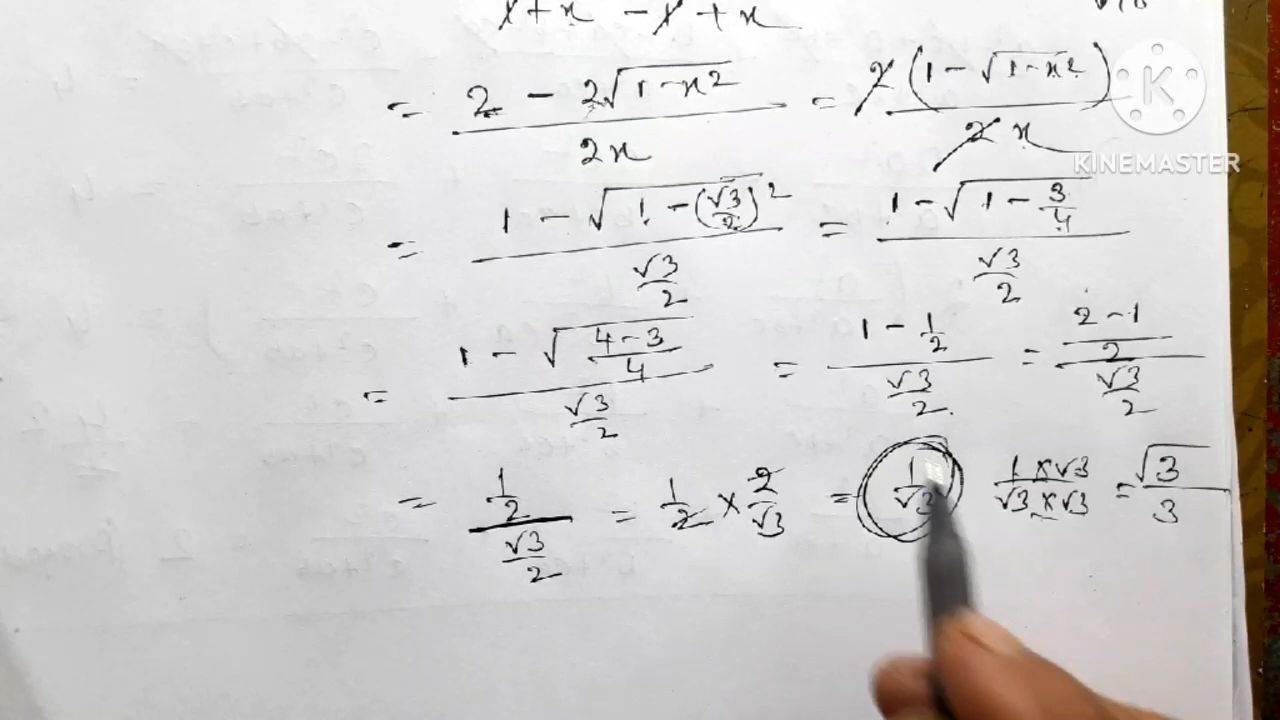 x + x - x + x
= (2 - 2√(1-x²)) / 2x = 2(1 - √(1-x²)) / 2x
K
KINEMASTER
= (1 - √(1 - (√3/2)²)) / (√3/2) = (1 - √(1 - 3/4)) / (√3/2)
= (1 - √((4-3)/4)) / (√3/2) = (1 - 1/2) / (√3/2) = ((2-1)/2) / (√3/2)
= (1/2) / (√3/2) = 1/2 × 2/√3 = 1/√3 (1×√3)/(√3×√3) = √3/3